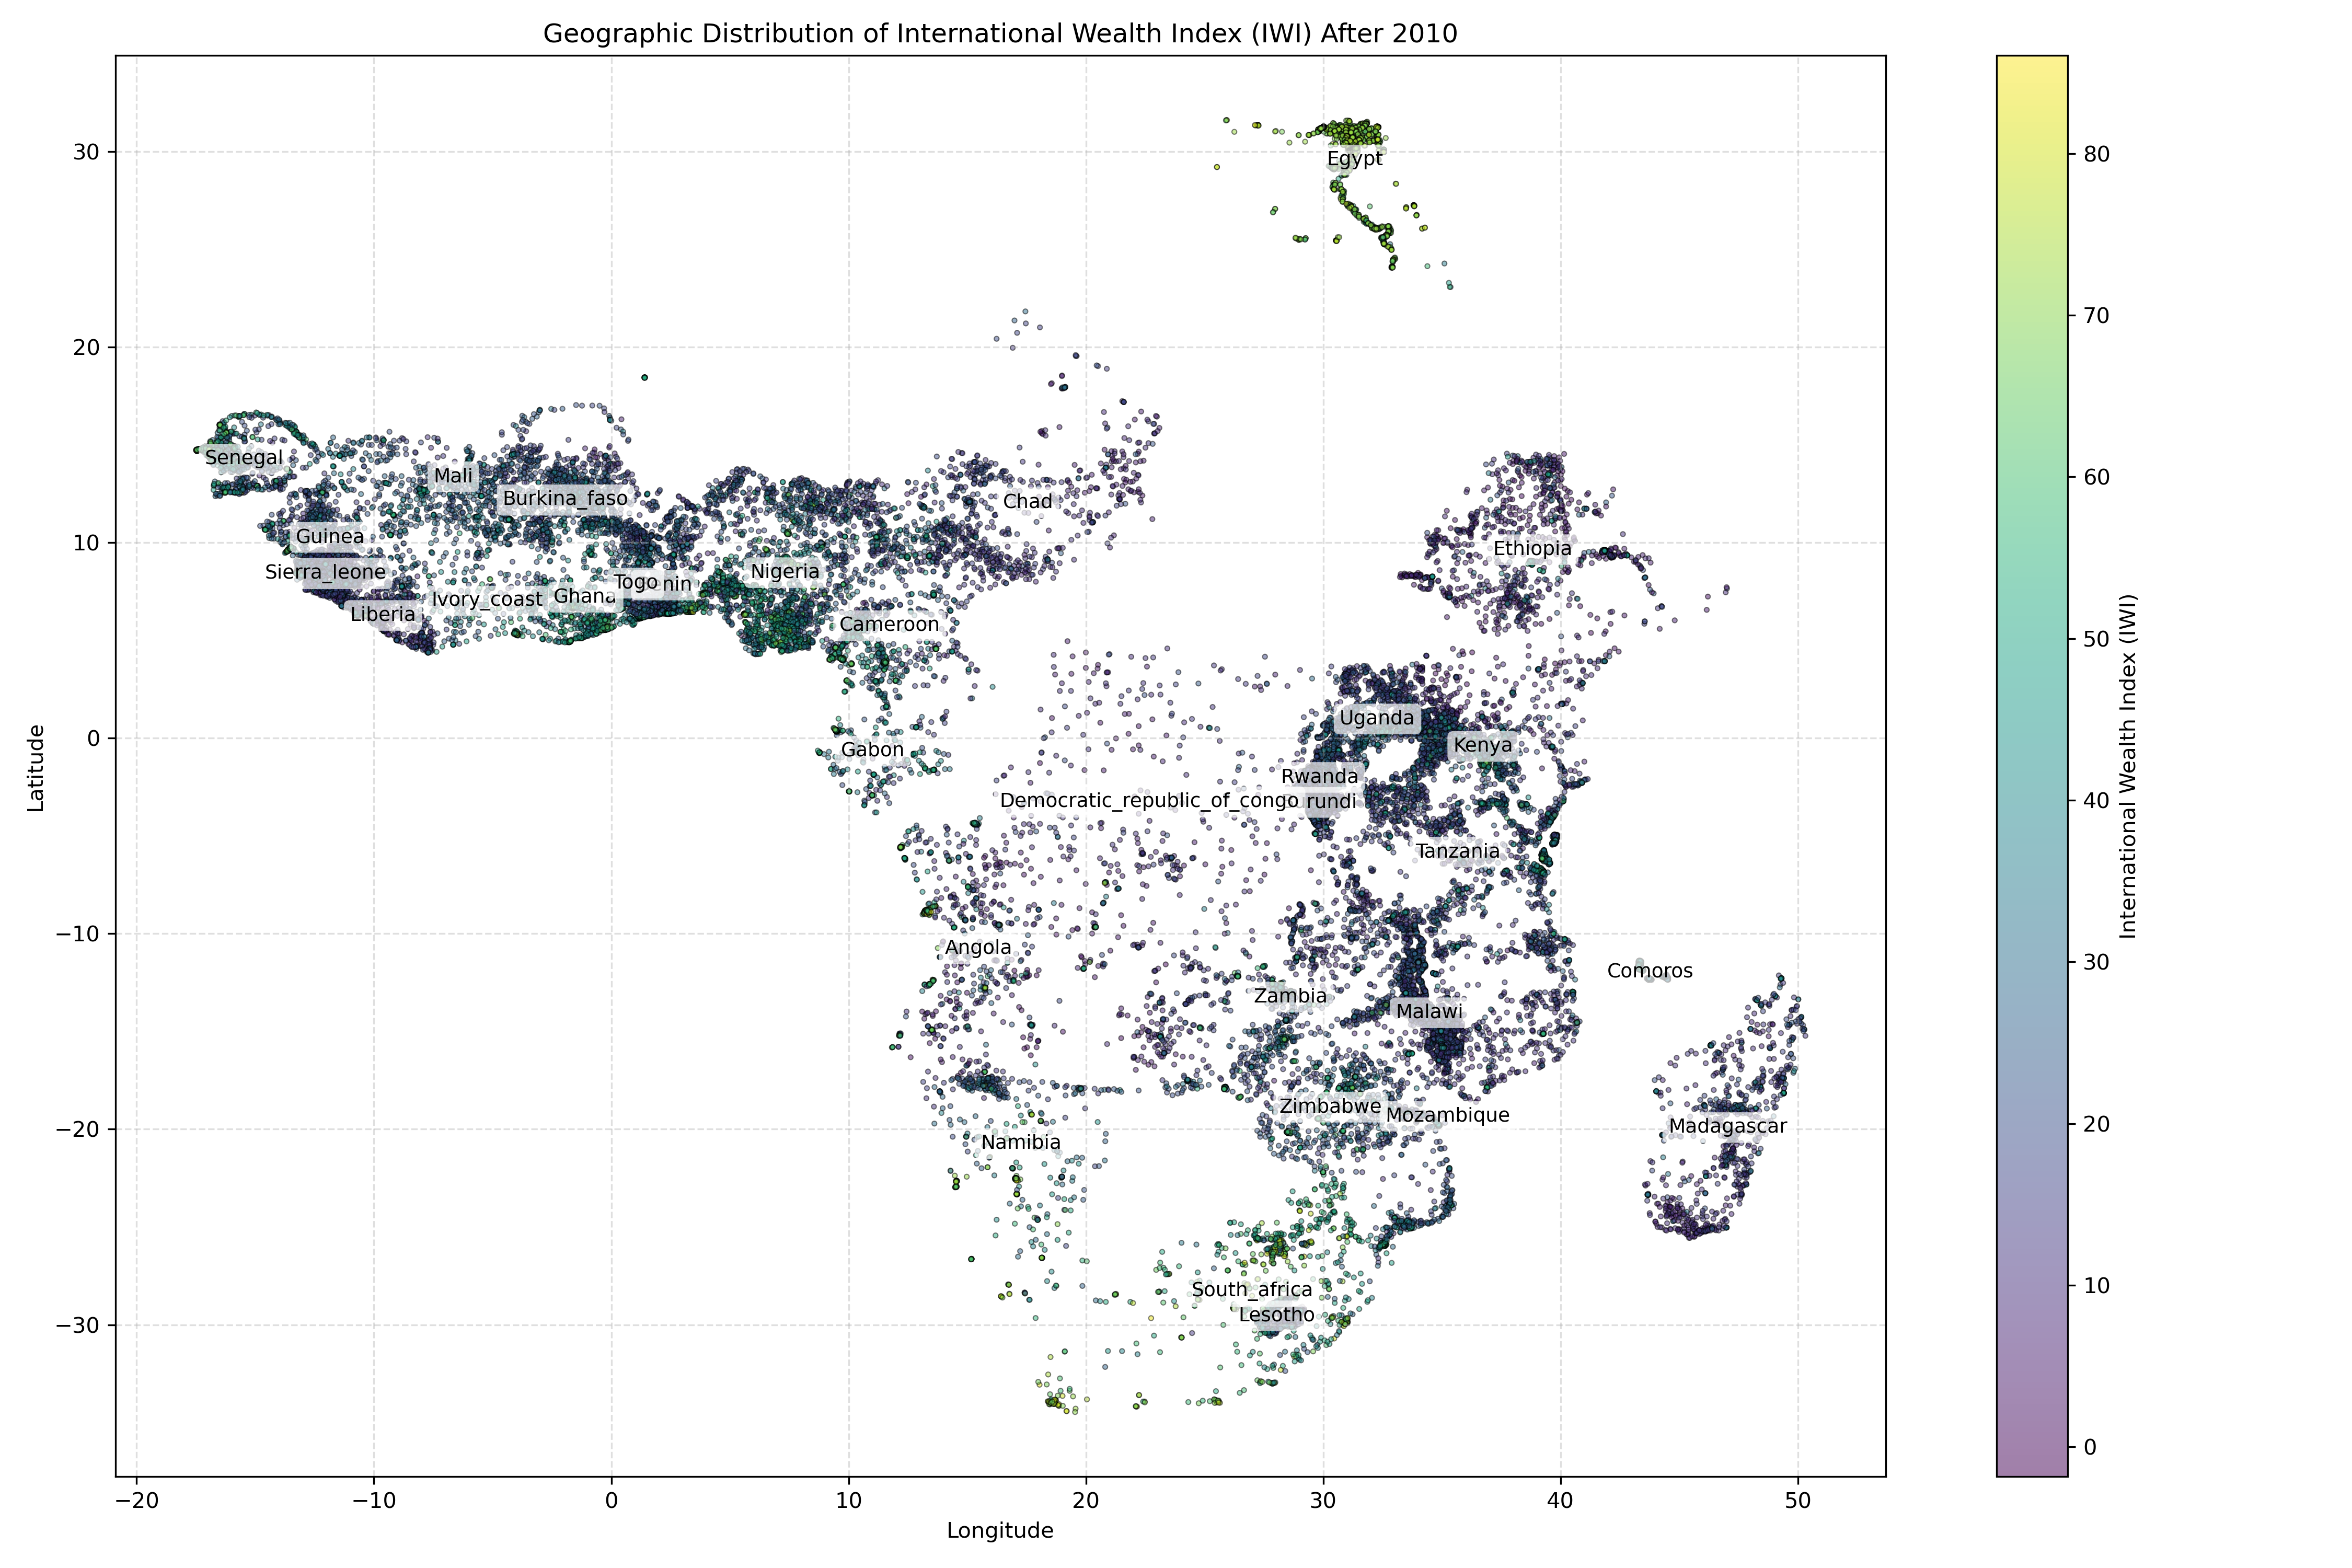 Geographic Distribution of International Wealth Index (IWI) After 2010
30
20
10
0
−10
−20
−30
Latitude
Egypt
Senegal
Mali
Burkina_faso
Chad
Guinea
Ethiopia
Sierra_leone
Togo
nin
Nigeria
Ivory_coast
Ghana
Liberia
Cameroon
Uganda
Gabon
Kenya
Rwanda
Democratic_republic_of_congo
urundi
Tanzania
Angola
Comoros
Zambia
Malawi
Zimbabwe
Mozambique
Namibia
Madagascar
South_africa
Lesotho
−20
−10
0
10
20
30
40
50
Longitude
80
70
60
50
40
30
20
10
0
International Wealth Index (IWI)